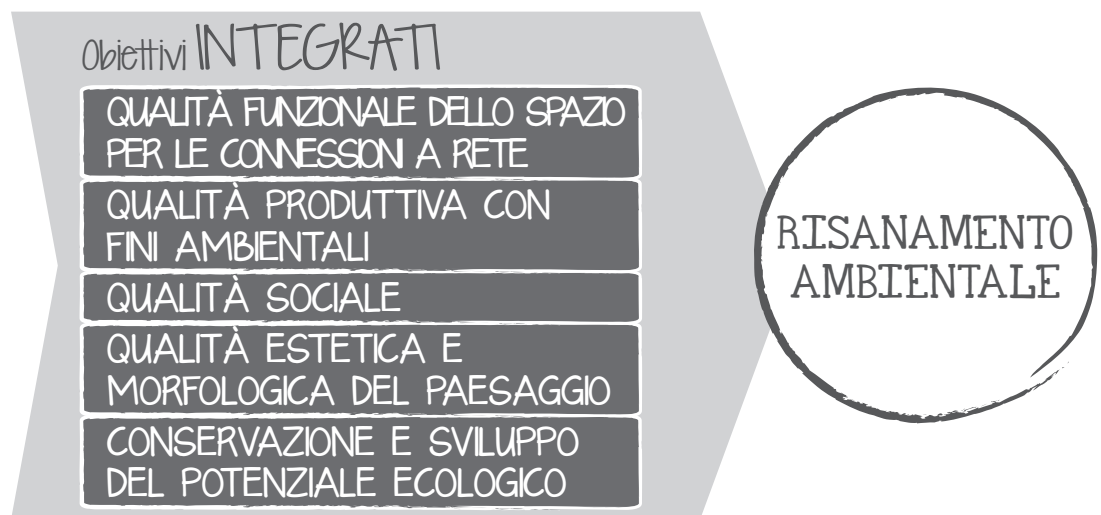 Obiettivi INTEGRATI
QUALITÀ FUNZIONALE DELLO SPAZIO
PER LE CONNESSIONI A RETE
QUALITÀ PRODUTTIVA CON
FINI AMBIENTALI
QUALITÀ SOCIALE
QUALITÀ ESTETICA E
MORFOLOGICA DEL PAESAGGIO
CONSERVAZIONE E SVILUPPO
DEL POTENZIALE ECOLOGICO
RISANAMENTO
AMBIENTALE